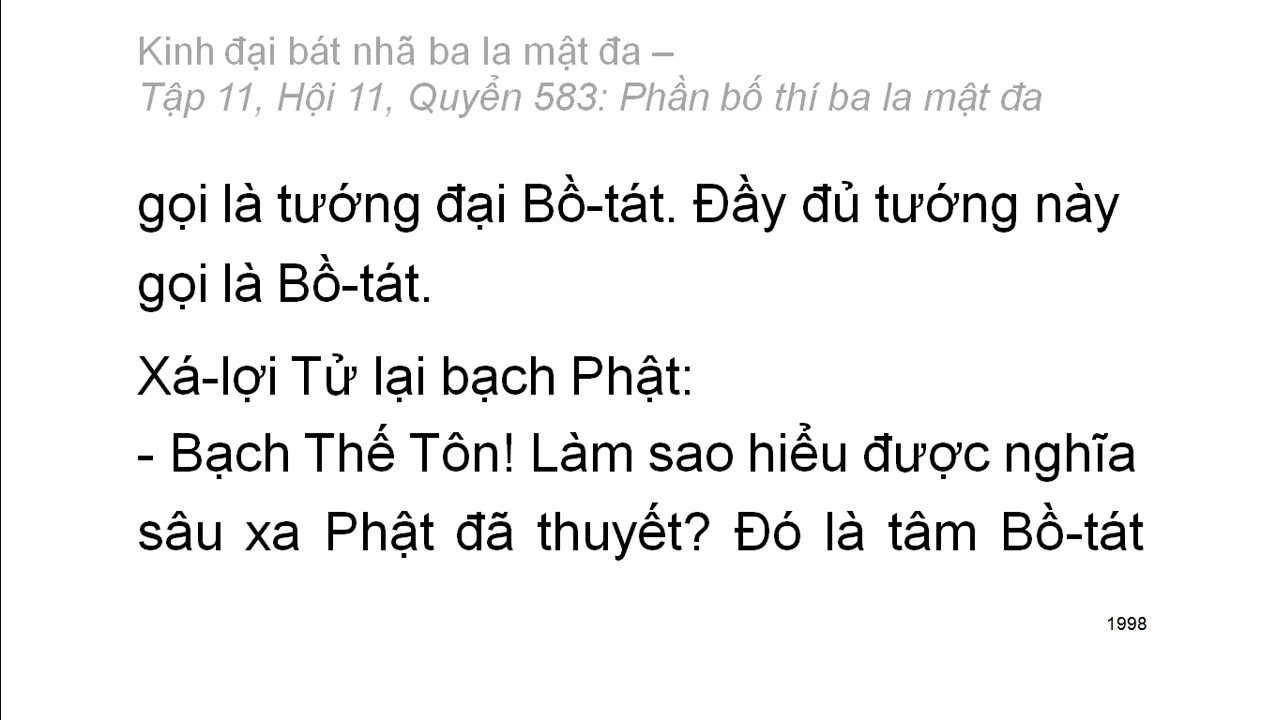 Kinh đại bát nhã ba la mật đa –
Tập 11, Hội 11, Quyển 583: Phần bố thí ba la mật đa
gọi là tướng đại Bồ-tát. Đầy đủ tướng này
gọi là Bồ-tát.
Xá-lợi Tử lại bạch Phật:
- Bạch Thế Tôn! Làm sao hiểu được nghĩa
sâu xa Phật đã thuyết? Đó là tâm Bồ-tát
1998